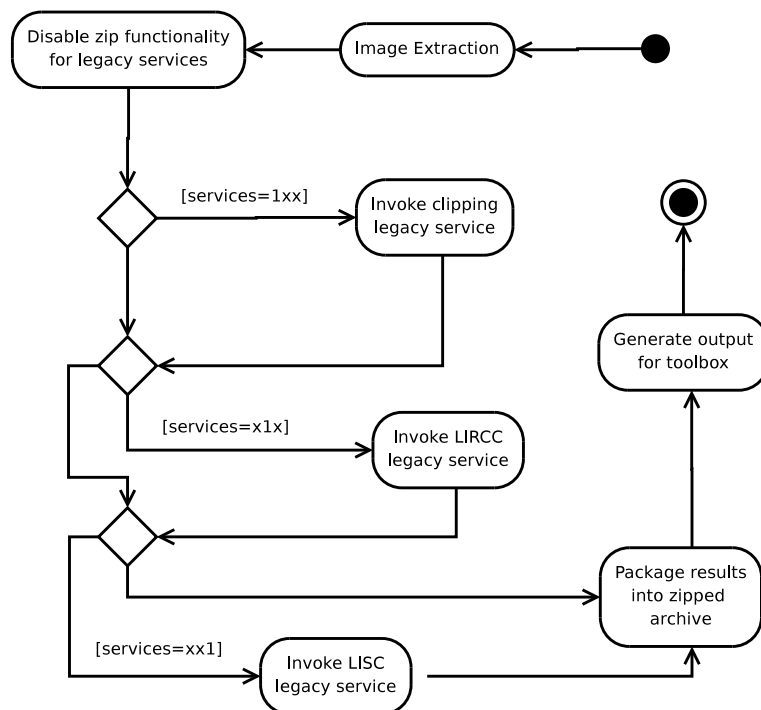 Disable zip functionality
for legacy services
Image Extraction
[services=1xx]
Invoke clipping
legacy service
Generate output
for toolbox
[services=x1x]
Invoke LIRCC
legacy service
Package results
into zipped
archive
[services=xx1]
Invoke LISC
legacy service